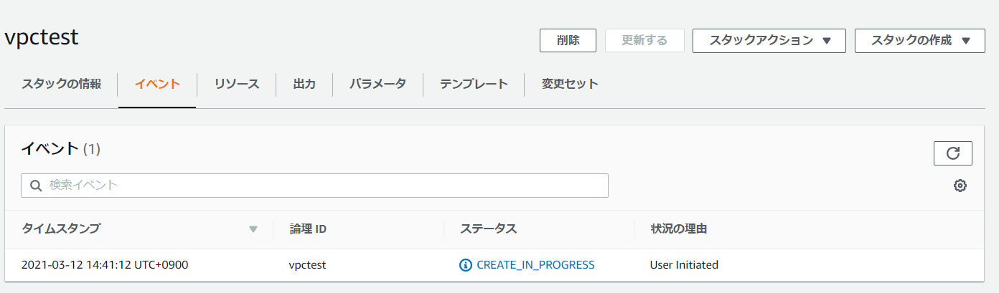 vpctest
削除 更新する スタックアクション ▼ スタックの作成 ▼
スタックの情報 イベント リソース 出力 パラメータ テンプレート 変更セット
イベント (1)
検索イベント
タイムスタンプ ▼ 論理 ID ステータス 状況の理由
2021-03-12 14:41:12 UTC+0900 vpctest CREATE_IN_PROGRESS User Initiated